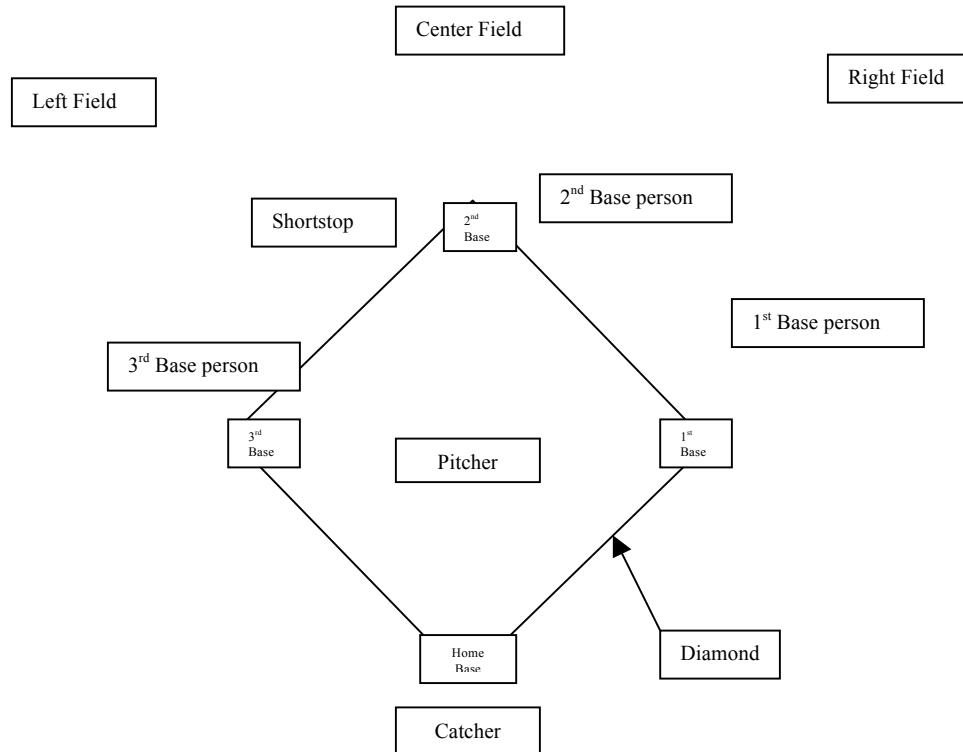 Center Field
Right Field
Left Field
2nd Base person
Shortstop
2nd
Base
1st Base person
3rd Base person
3rd
Base
1st
Base
Pitcher
Home
Base
Diamond
Catcher